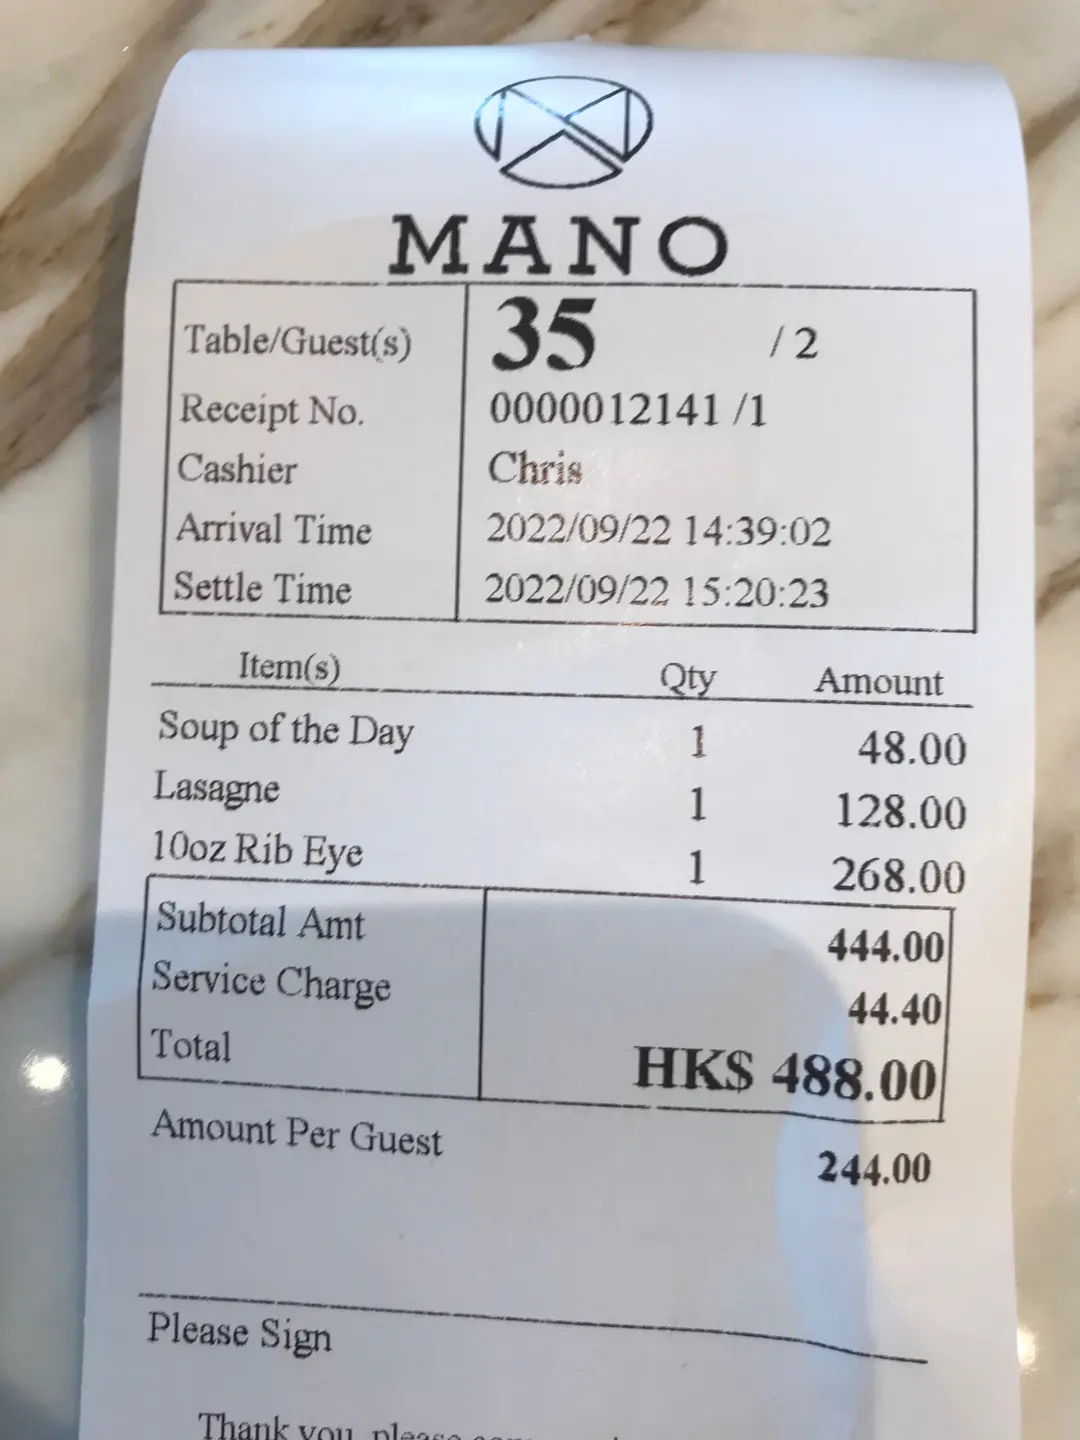 MANO
Table/Guest(s) 35 / 2
Receipt No. 0000012141 /1
Cashier Chris
Arrival Time 2022/09/22 14:39:02
Settle Time 2022/09/22 15:20:23
Item(s) Qty Amount
Soup of the Day 1 48.00
Lasagne 1 128.00
10oz Rib Eye 1 268.00
Subtotal Amt 444.00
Service Charge 44.40
Total HK$ 488.00
Amount Per Guest 244.00
Please Sign
Thank you, please